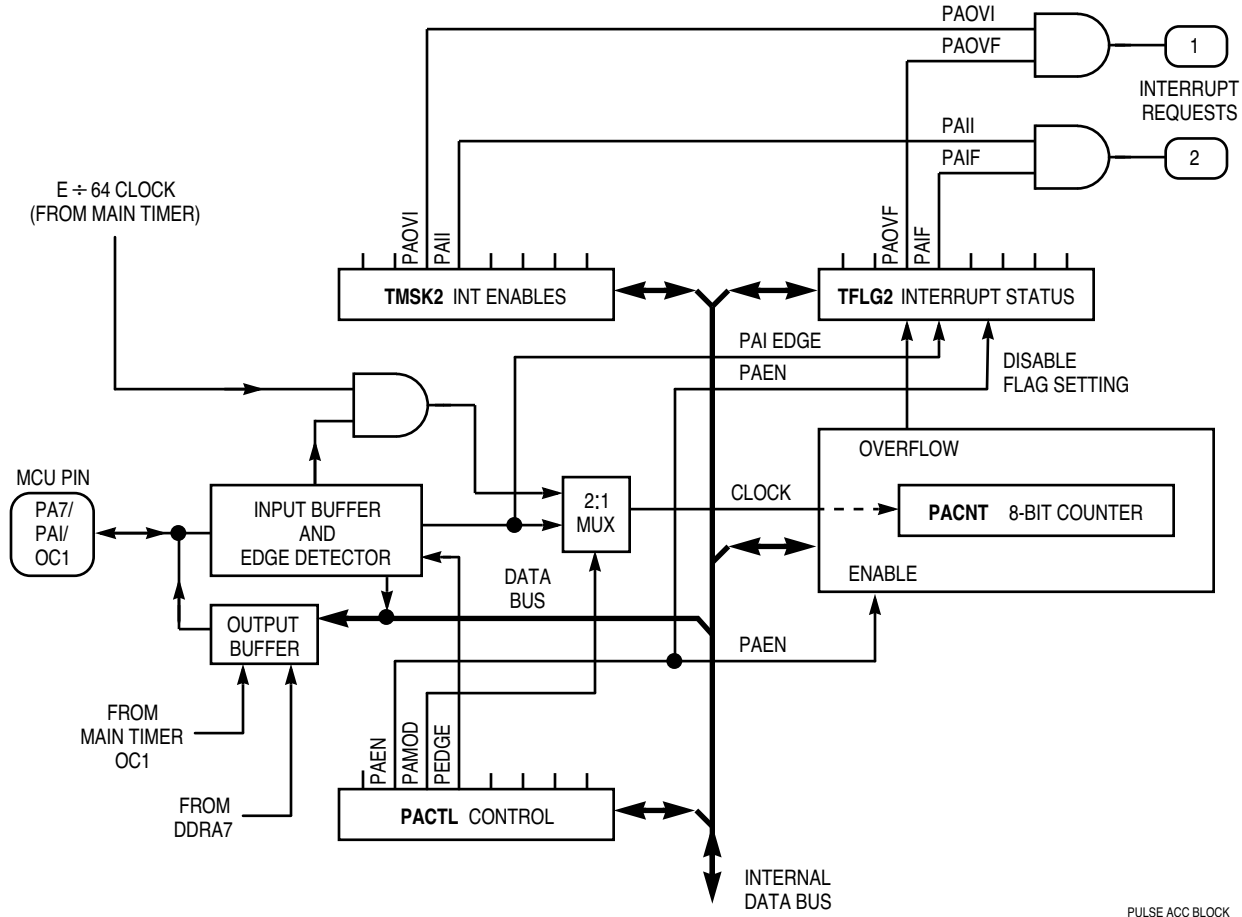 PAOVI
PAOVF
1
INTERRUPT
REQUESTS
PAII
PAIF
2
E ÷ 64 CLOCK
(FROM MAIN TIMER)
PAOVI
PAII
PAOVF
PAIF
TMSK2 INT ENABLES
TFLG2 INTERRUPT STATUS
PAI EDGE
PAEN
DISABLE
FLAG SETTING
OVERFLOW
MCU PIN
PA7/
PAI/
OC1
INPUT BUFFER
AND
EDGE DETECTOR
2:1
MUX
CLOCK
PACNT 8-BIT COUNTER
ENABLE
DATA
BUS
OUTPUT
BUFFER
PAEN
FROM
MAIN TIMER
OC1
PAEN
PAMOD
PEDGE
FROM
DDRA7
PACTL CONTROL
INTERNAL
DATA BUS
PULSE ACC BLOCK